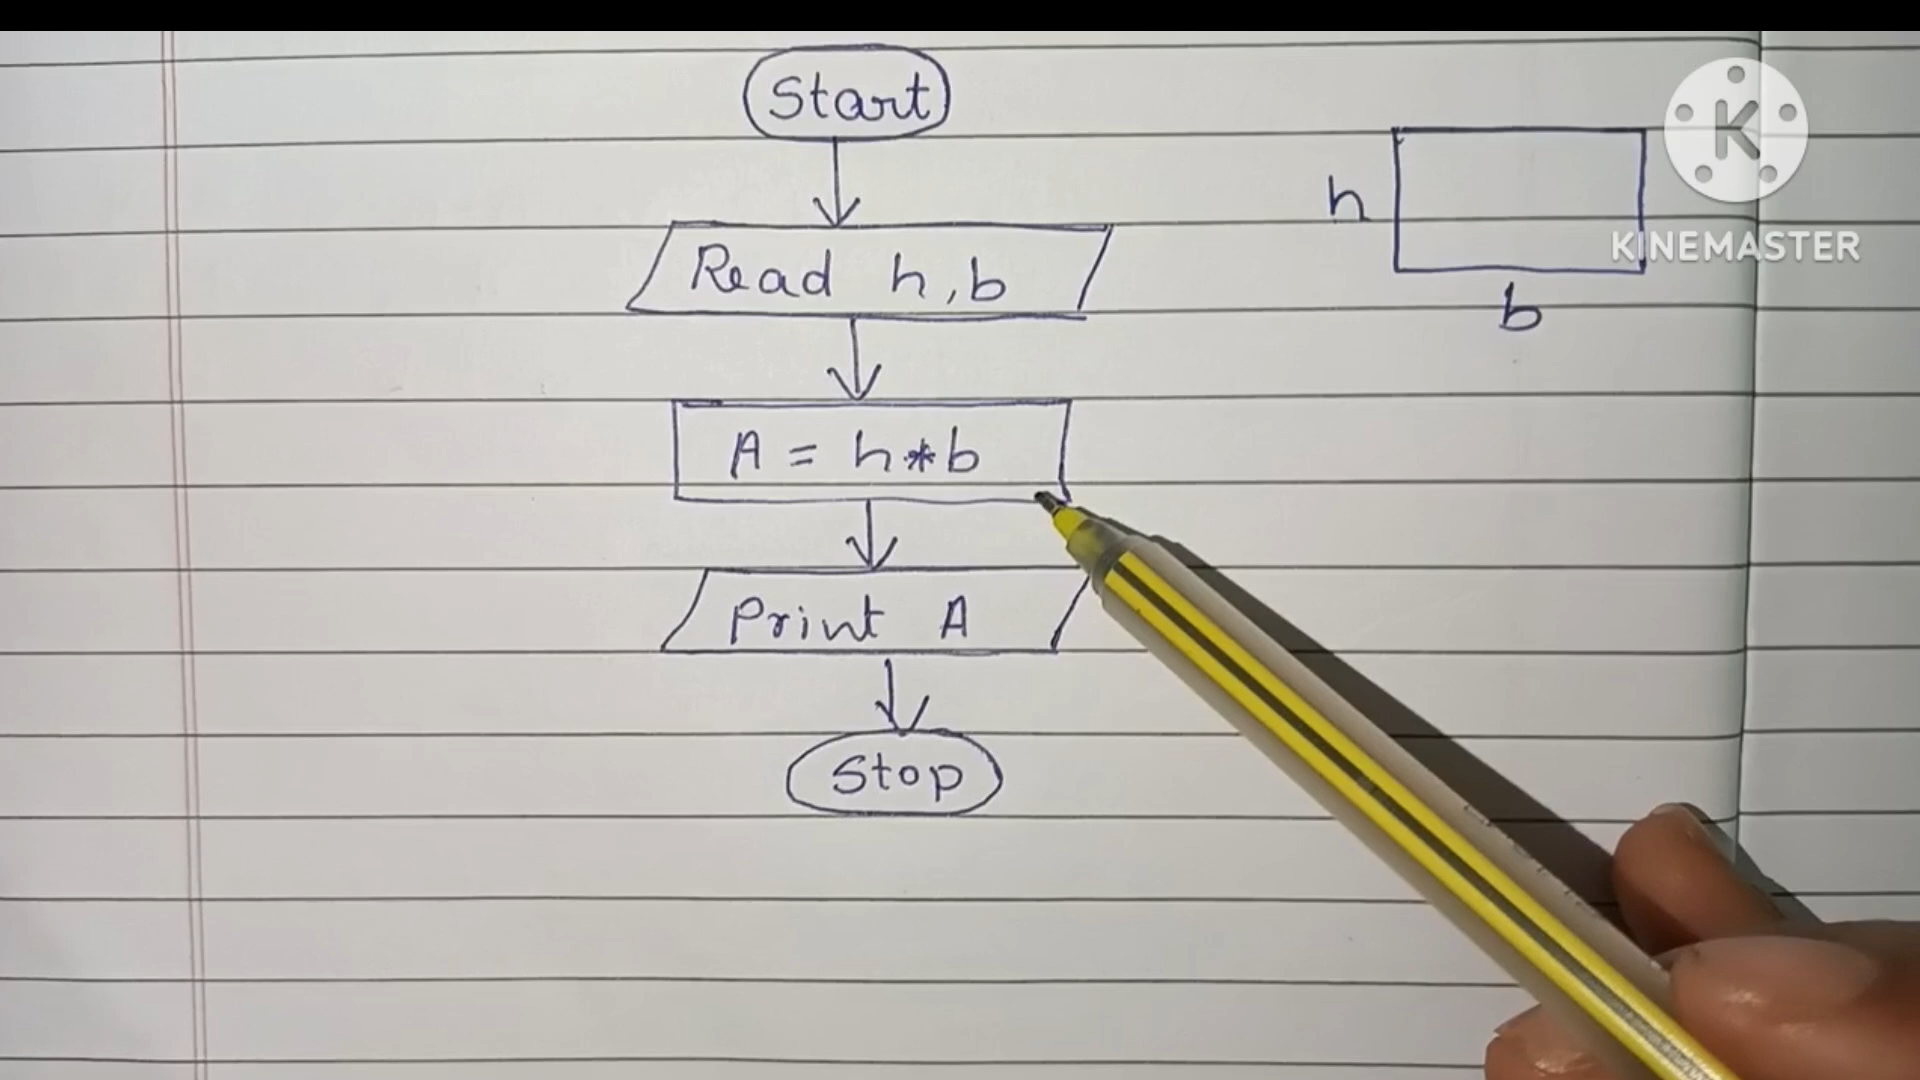 Start
Read h,b
A = h*b
Print A
Stop
h
b
K
KINEMASTER